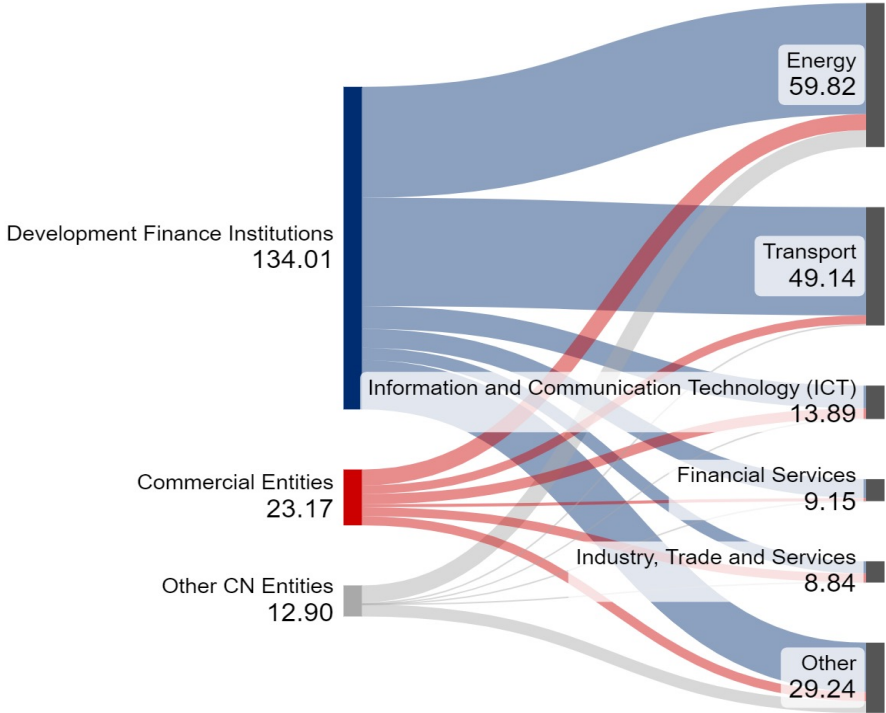 Energy
59.82
Development Finance Institutions
134.01
Transport
49.14
Information and Communication Technology (ICT)
13.89
Commercial Entities
23.17
Financial Services
9.15
Industry, Trade and Services
8.84
Other CN Entities
12.90
Other
29.24